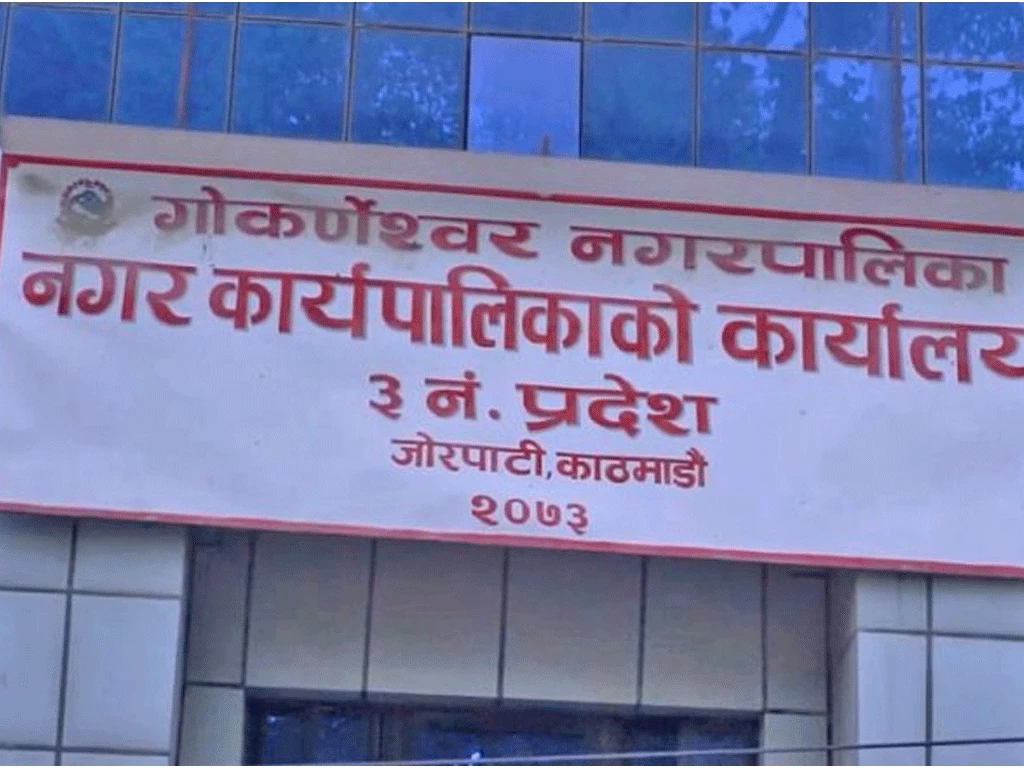 गोकर्णेश्वर नगरपालिका
नगर कार्यपालिकाको कार्यालय
३ नं. प्रदेश
जोरपाटी,काठमाडौं
२०७३